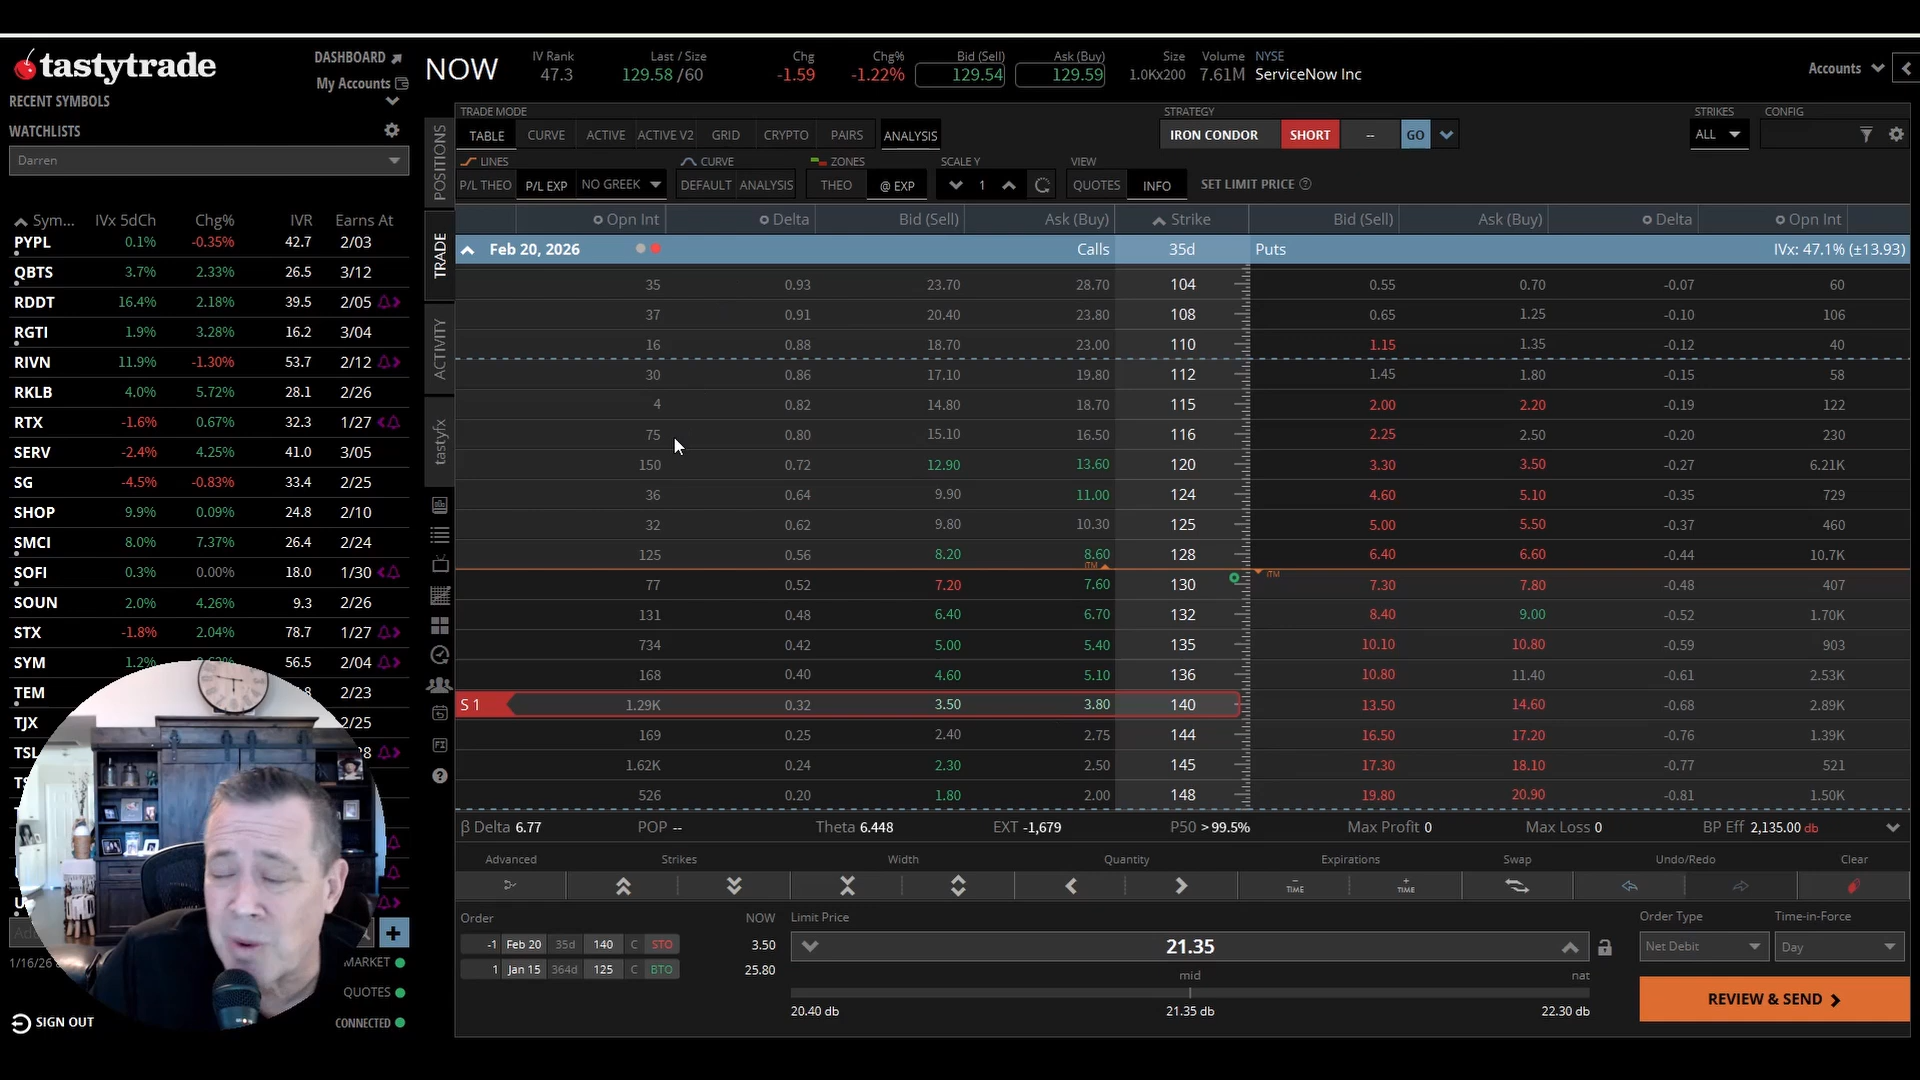 tastytrade
DASHBOARD
My Accounts
RECENT SYMBOLS
WATCHLISTS
Darren
Sym... IVx 5dCh Chg% IVR Earns At
PYPL 0.1% -0.35% 42.7 2/03
QBTS 3.7% 2.33% 26.5 3/12
RDDT 16.4% 2.18% 39.5 2/05
RGTI 1.9% 3.28% 16.2 3/04
RIVN 11.9% -1.30% 53.7 2/12
RKLB 4.0% 5.72% 28.1 2/26
RTX -1.6% 0.67% 32.3 1/27
SERV -2.4% 4.25% 41.0 3/05
SG -4.5% -0.83% 33.4 2/25
SHOP 9.9% 0.09% 24.8 2/10
SMCI 8.0% 7.37% 26.4 2/24
SOFI 0.3% 0.00% 18.0 1/30
SOUN 2.0% 4.26% 9.3 2/26
STX -1.8% 2.04% 78.7 1/27
SYM 1.2% 56.5 2/04
TEM 2/23
TJX 2/25
MARKET
QUOTES
CONNECTED
SIGN OUT
NOW
IV Rank Last / Size Chg Chg% Bid (Sell) Ask (Buy) Size Volume NYSE
47.3 129.58 /60 -1.59 -1.22% 129.54 129.59 1.0Kx200 7.61M ServiceNow Inc
Accounts
POSITIONS
TRADE
ACTIVITY
tastyfx
TRADE MODE STRATEGY STRIKES CONFIG
TABLE CURVE ACTIVE ACTIVE V2 GRID CRYPTO PAIRS ANALYSIS IRON CONDOR SHORT -- GO ALL
LINES CURVE ZONES SCALE Y VIEW
P/L THEO P/L EXP NO GREEK DEFAULT ANALYSIS THEO @ EXP 1 QUOTES INFO SET LIMIT PRICE
Opn Int Delta Bid (Sell) Ask (Buy) Strike Bid (Sell) Ask (Buy) Delta Opn Int
Feb 20, 2026 Calls 35d Puts IVx: 47.1% (±13.93)
35 0.93 23.70 28.70 104 0.55 0.70 -0.07 60
37 0.91 20.40 23.80 108 0.65 1.25 -0.10 106
16 0.88 18.70 23.00 110 1.15 1.35 -0.12 40
30 0.86 17.10 19.80 112 1.45 1.80 -0.15 58
4 0.82 14.80 18.70 115 2.00 2.20 -0.19 122
75 0.80 15.10 16.50 116 2.25 2.50 -0.20 230
150 0.72 12.90 13.60 120 3.30 3.50 -0.27 6.21K
36 0.64 9.90 11.00 124 4.60 5.10 -0.35 729
32 0.62 9.80 10.30 125 5.00 5.50 -0.37 460
125 0.56 8.20 8.60 128 6.40 6.60 -0.44 10.7K
ITM ITM
77 0.52 7.20 7.60 130 7.30 7.80 -0.48 407
131 0.48 6.40 6.70 132 8.40 9.00 -0.52 1.70K
734 0.42 5.00 5.40 135 10.10 10.80 -0.59 903
168 0.40 4.60 5.10 136 10.80 11.40 -0.61 2.53K
S 1 1.29K 0.32 3.50 3.80 140 13.50 14.60 -0.68 2.89K
169 0.25 2.40 2.75 144 16.50 17.20 -0.76 1.39K
1.62K 0.24 2.30 2.50 145 17.30 18.10 -0.77 521
526 0.20 1.80 2.00 148 19.80 20.90 -0.81 1.50K
β Delta 6.77 POP -- Theta 6.448 EXT -1,679 P50 > 99.5% Max Profit 0 Max Loss 0 BP Eff 2,135.00 db
Advanced Strikes Width Quantity Expirations Swap Undo/Redo Clear
TIME TIME
Order NOW Limit Price Order Type Time-in-Force
-1 Feb 20 35d 140 C STO 3.50 21.35 Net Debit Day
1 Jan 15 364d 125 C BTO 25.80
mid nat
20.40 db 21.35 db 22.30 db
REVIEW & SEND